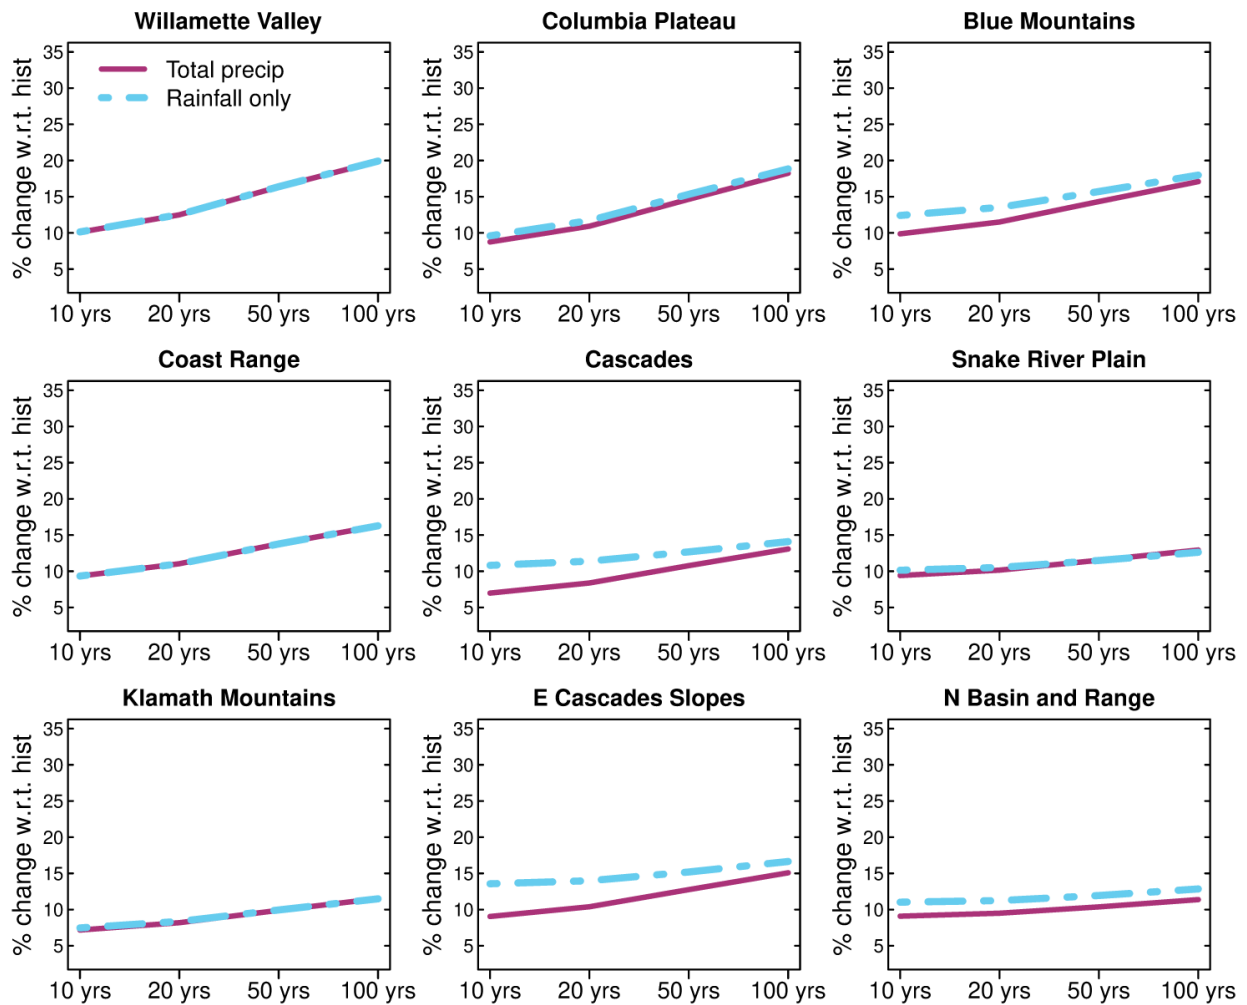 Willamette Valley
% change w.r.t. hist
35
30
25
20
15
10
5
Total precip
Rainfall only
10 yrs 20 yrs 50 yrs 100 yrs
Columbia Plateau
% change w.r.t. hist
35
30
25
20
15
10
5
10 yrs 20 yrs 50 yrs 100 yrs
Blue Mountains
% change w.r.t. hist
35
30
25
20
15
10
5
10 yrs 20 yrs 50 yrs 100 yrs
Coast Range
% change w.r.t. hist
35
30
25
20
15
10
5
10 yrs 20 yrs 50 yrs 100 yrs
Cascades
% change w.r.t. hist
35
30
25
20
15
10
5
10 yrs 20 yrs 50 yrs 100 yrs
Snake River Plain
% change w.r.t. hist
35
30
25
20
15
10
5
10 yrs 20 yrs 50 yrs 100 yrs
Klamath Mountains
% change w.r.t. hist
35
30
25
20
15
10
5
10 yrs 20 yrs 50 yrs 100 yrs
E Cascades Slopes
% change w.r.t. hist
35
30
25
20
15
10
5
10 yrs 20 yrs 50 yrs 100 yrs
N Basin and Range
% change w.r.t. hist
35
30
25
20
15
10
5
10 yrs 20 yrs 50 yrs 100 yrs